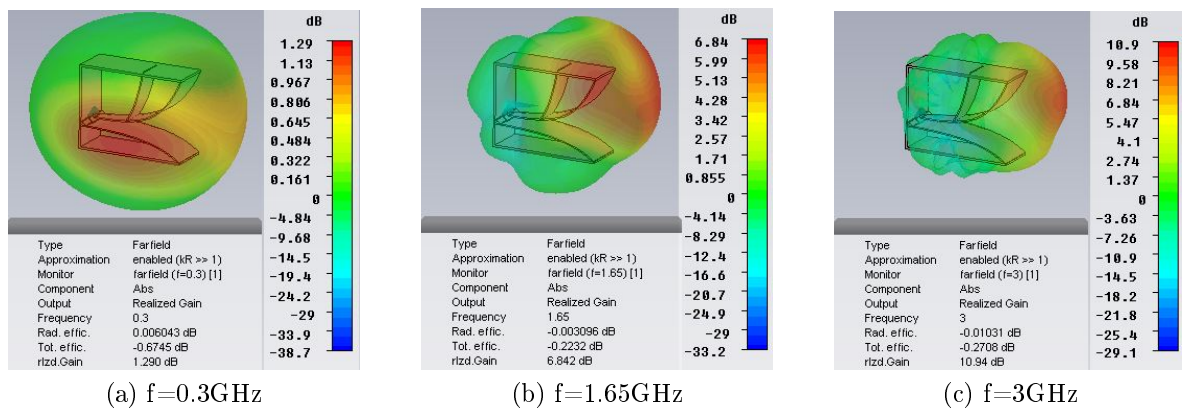 dB
1.29
1.13
0.967
0.806
0.645
0.484
0.322
0.161
0
-4.84
-9.68
-14.5
-19.4
-24.2
-29
-33.9
-38.7
Type Farfield
Approximation enabled (kR >> 1)
Monitor farfield (f=0.3) [1]
Component Abs
Output Realized Gain
Frequency 0.3
Rad. effic. 0.006043 dB
Tot. effic. -0.6745 dB
rlzd.Gain 1.290 dB
(a) f=0.3GHz
dB
6.84
5.99
5.13
4.28
3.42
2.57
1.71
0.855
0
-4.14
-8.29
-12.4
-16.6
-20.7
-24.9
-29
-33.2
Type Farfield
Approximation enabled (kR >> 1)
Monitor farfield (f=1.65) [1]
Component Abs
Output Realized Gain
Frequency 1.65
Rad. effic. -0.003096 dB
Tot. effic. -0.2232 dB
rlzd.Gain 6.842 dB
(b) f=1.65GHz
dB
10.9
9.58
8.21
6.84
5.47
4.1
2.74
1.37
0
-3.63
-7.26
-10.9
-14.5
-18.2
-21.8
-25.4
-29.1
Type Farfield
Approximation enabled (kR >> 1)
Monitor farfield (f=3) [1]
Component Abs
Output Realized Gain
Frequency 3
Rad. effic. -0.01031 dB
Tot. effic. -0.2708 dB
rlzd.Gain 10.94 dB
(c) f=3GHz